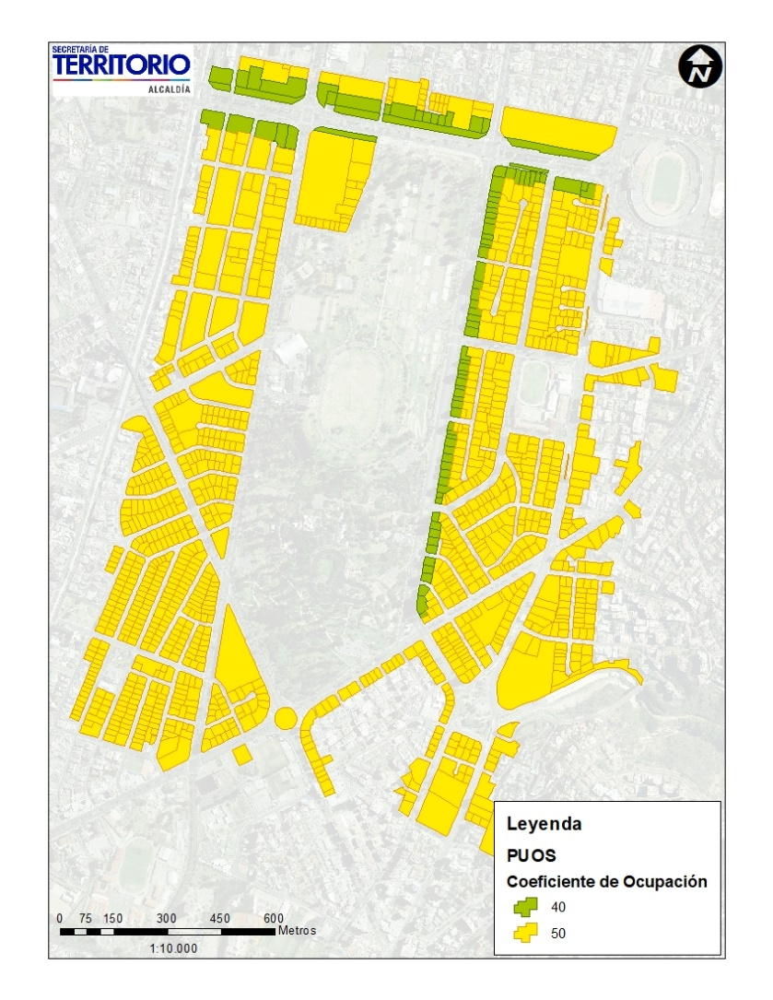 SECRETARÍA DE
TERRITORIO
ALCALDÍA
N
Leyenda
PUOS
Coeficiente de Ocupación
40
50
0 75 150 300 450 600
Metros
1:10.000